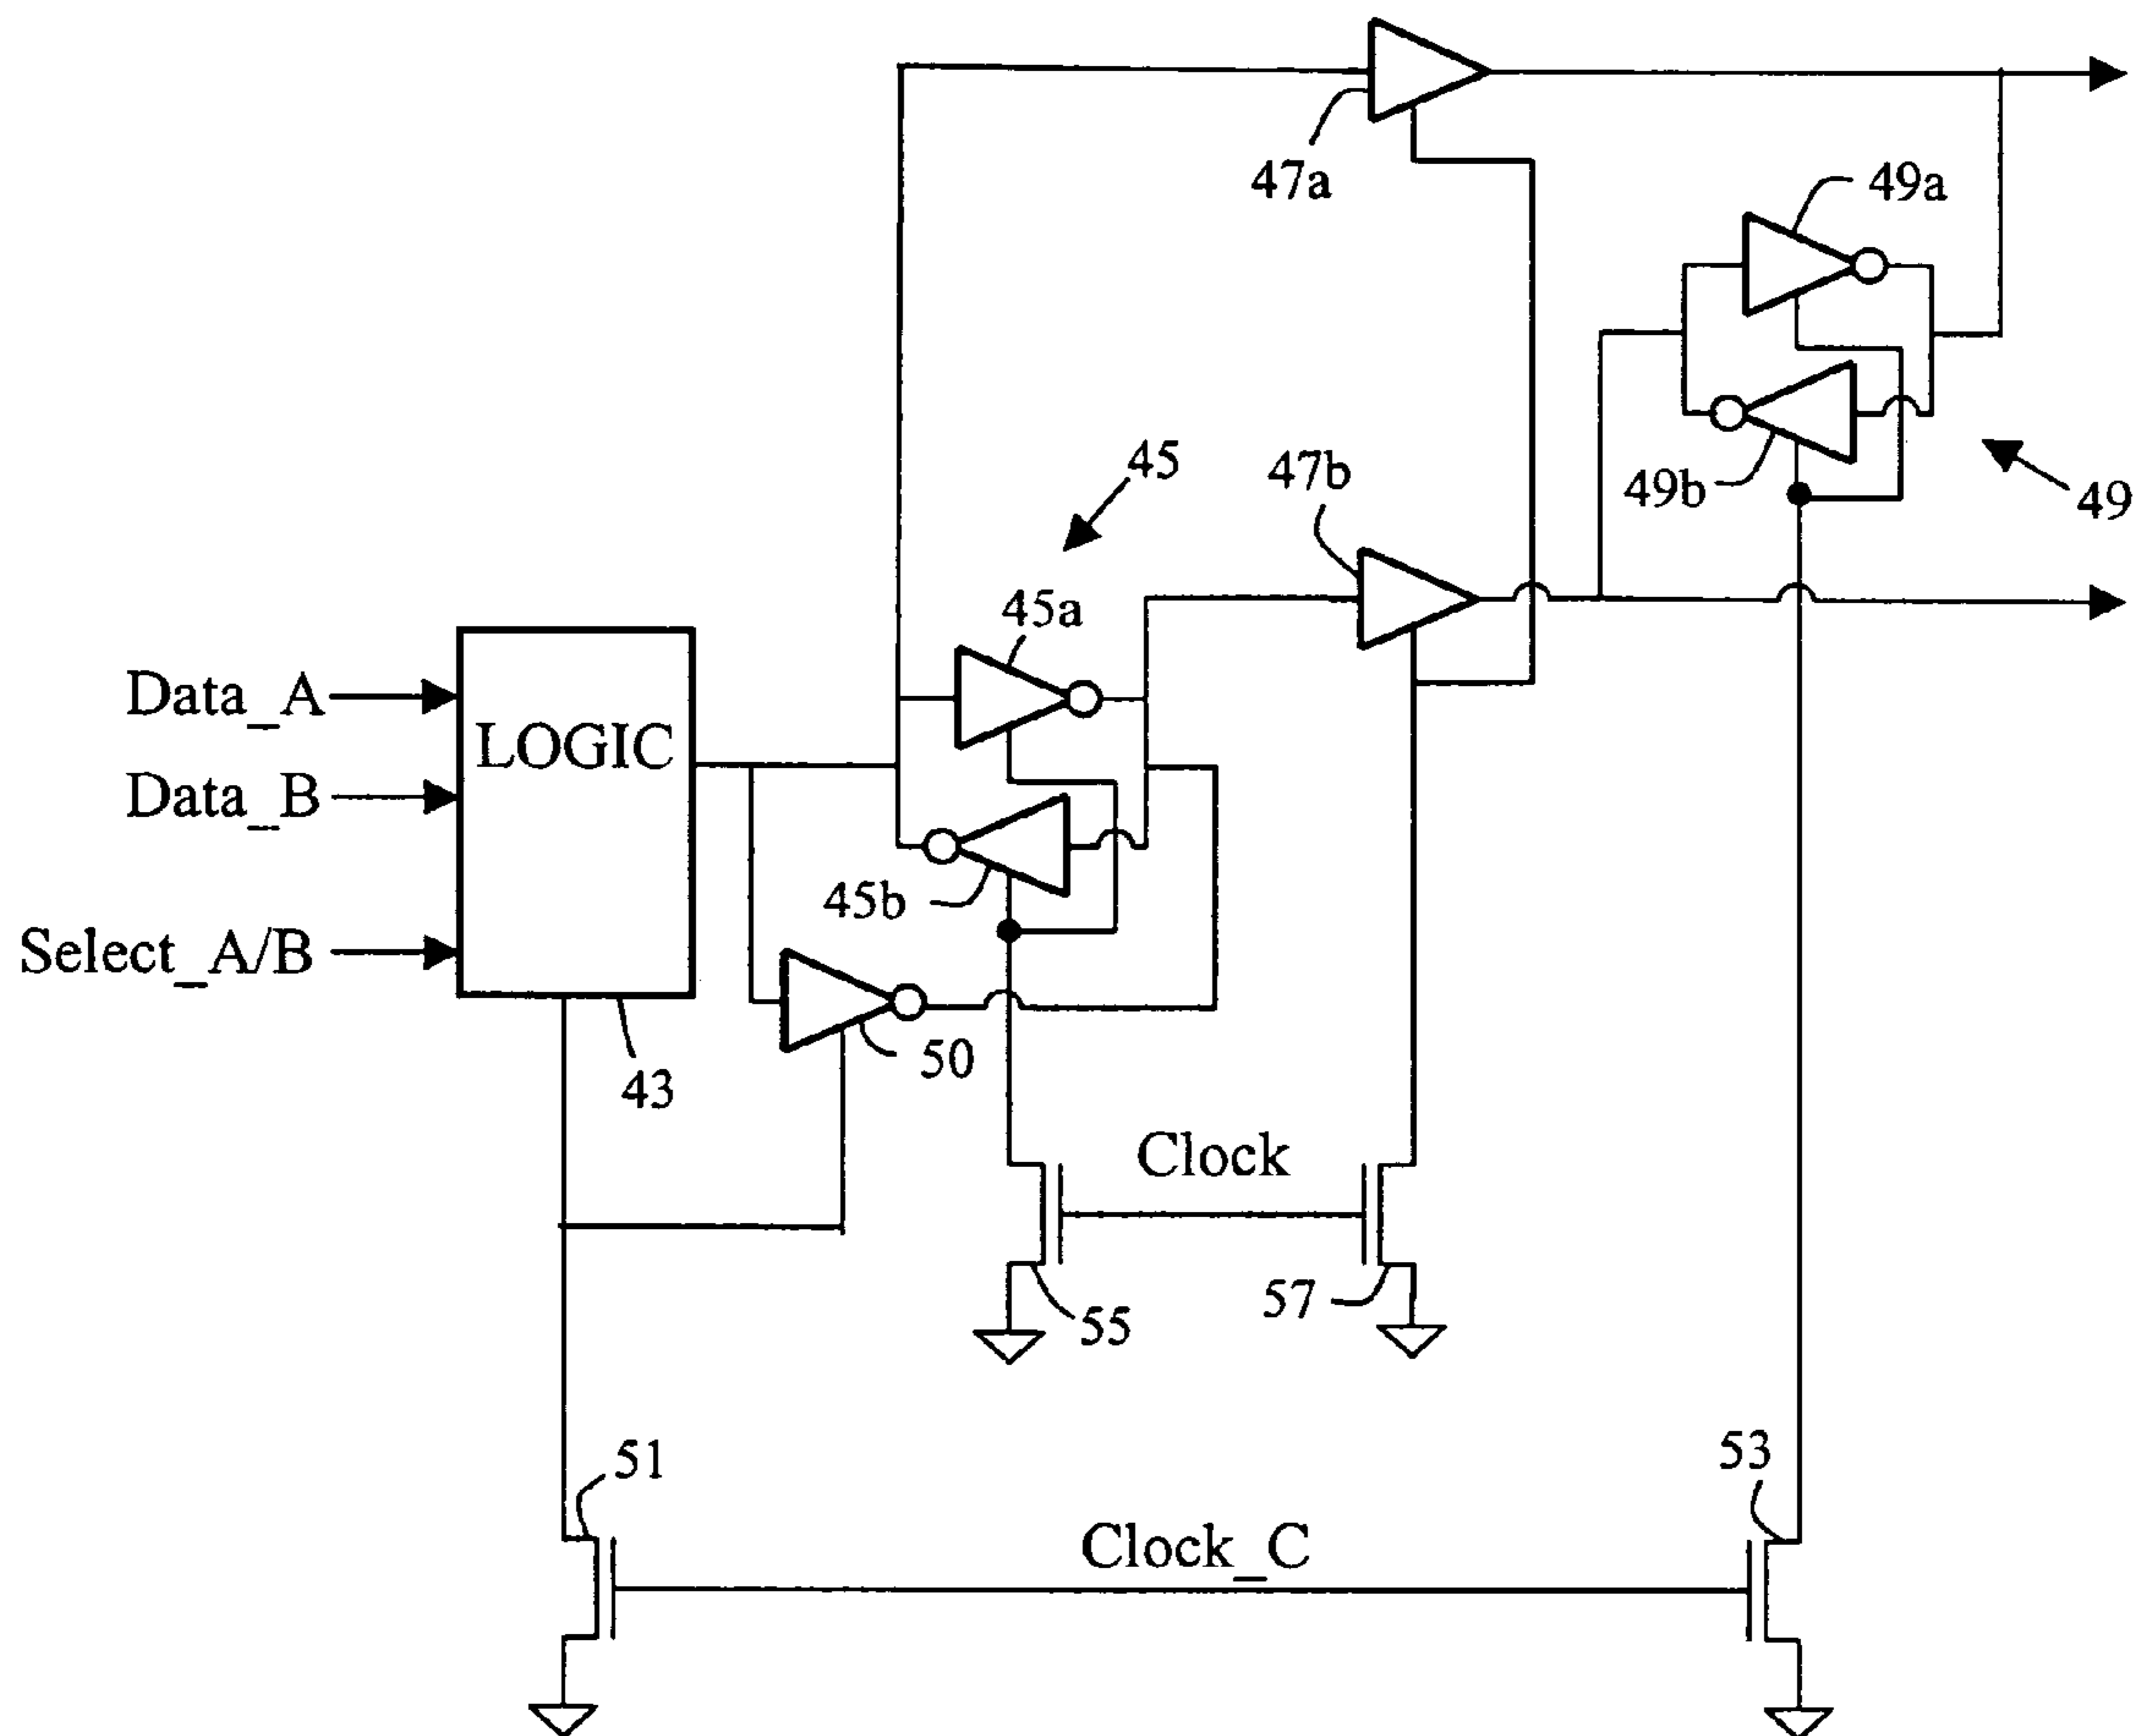 47a
49a
49b
49
45
47b
45a
Data_A
LOGIC
Data_B
45b
Select_A/B
50
43
Clock
55
57
51
53
Clock_C